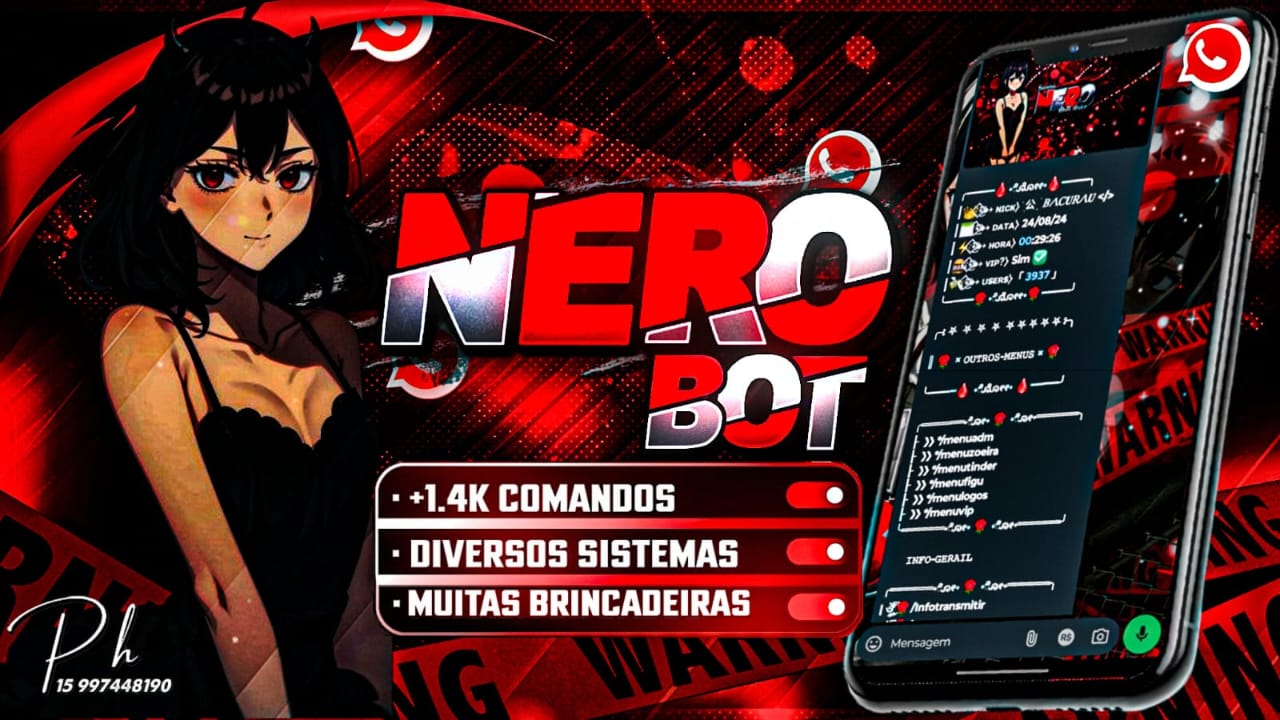 NERO
BOT
· +1.4K COMANDOS
· DIVERSOS SISTEMAS
· MUITAS BRINCADEIRAS
Ph
15 997448190
NERO
NICK⟩ BACURAU </>
DATA⟩ 24/08/24
HORA⟩ 00:29:26
VIP?⟩ Sim ✅
USERS⟩ 「3937」
× OUTROS-MENUS ×
⟩⟩ */menuadm
⟩⟩ */menuzoeira
⟩⟩ */menutinder
⟩⟩ */menufigu
⟩⟩ */menulogos
⟩⟩ */menuvip
INFO-GERAIL
/Infotransmitir
Mensagem
R$
WARNING
WARNING
WARNING